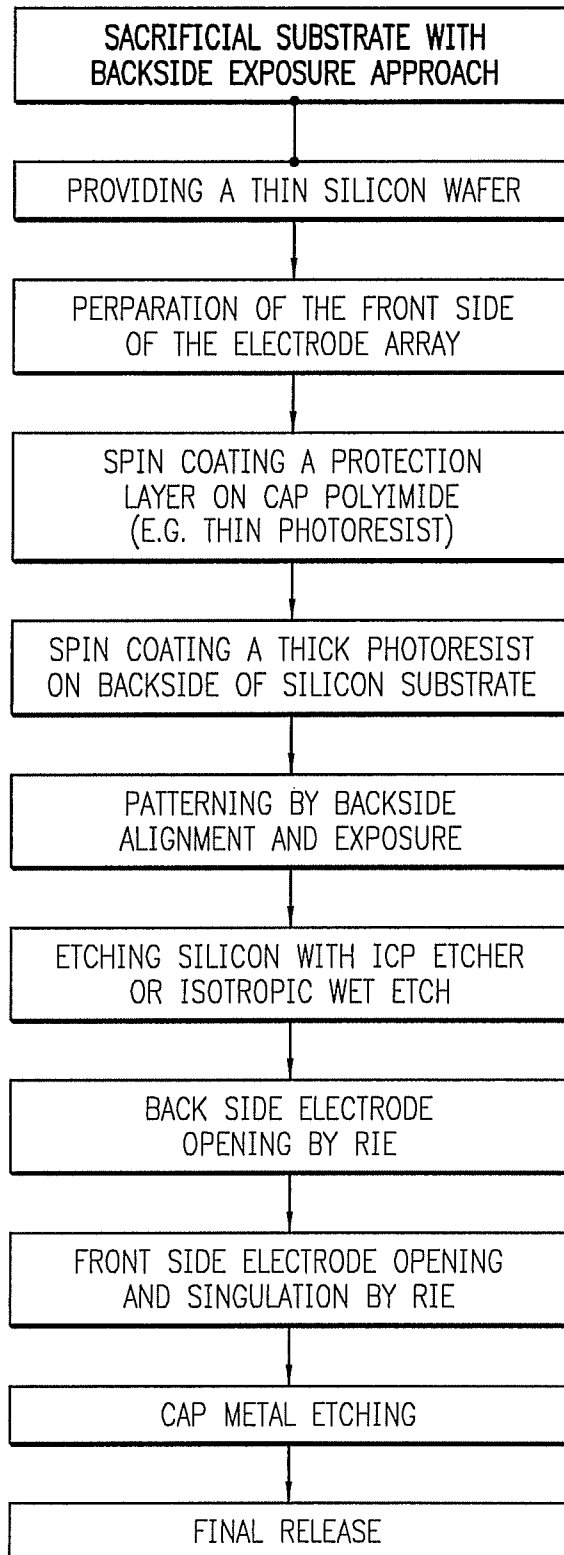 SACRIFICIAL SUBSTRATE WITH
BACKSIDE EXPOSURE APPROACH
PROVIDING A THIN SILICON WAFER
PERPARATION OF THE FRONT SIDE
OF THE ELECTRODE ARRAY
SPIN COATING A PROTECTION
LAYER ON CAP POLYIMIDE
(E.G. THIN PHOTORESIST)
SPIN COATING A THICK PHOTORESIST
ON BACKSIDE OF SILICON SUBSTRATE
PATTERNING BY BACKSIDE
ALIGNMENT AND EXPOSURE
ETCHING SILICON WITH ICP ETCHER
OR ISOTROPIC WET ETCH
BACK SIDE ELECTRODE
OPENING BY RIE
FRONT SIDE ELECTRODE OPENING
AND SINGULATION BY RIE
CAP METAL ETCHING
FINAL RELEASE